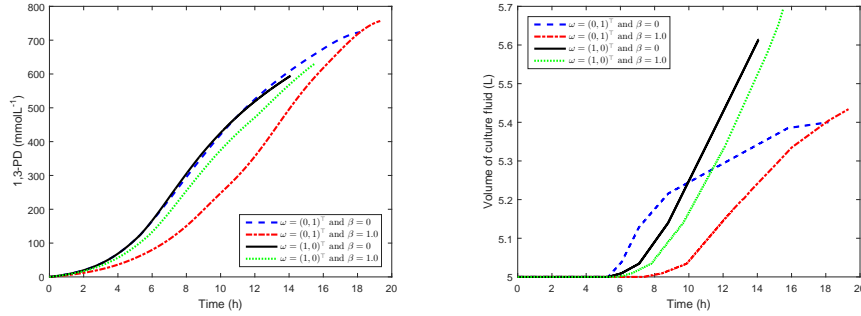 800
700
600
500
400
300
200
100
0
1,3-PD (mmolL⁻¹)
ω = (0, 1)⊤ and β = 0
ω = (0, 1)⊤ and β = 1.0
ω = (1, 0)⊤ and β = 0
ω = (1, 0)⊤ and β = 1.0
0 2 4 6 8 10 12 14 16 18 20
Time (h)
5.7
5.6
5.5
5.4
5.3
5.2
5.1
5
Volume of culture fluid (L)
ω = (0, 1)⊤ and β = 0
ω = (0, 1)⊤ and β = 1.0
ω = (1, 0)⊤ and β = 0
ω = (1, 0)⊤ and β = 1.0
0 2 4 6 8 10 12 14 16 18 20
Time (h)